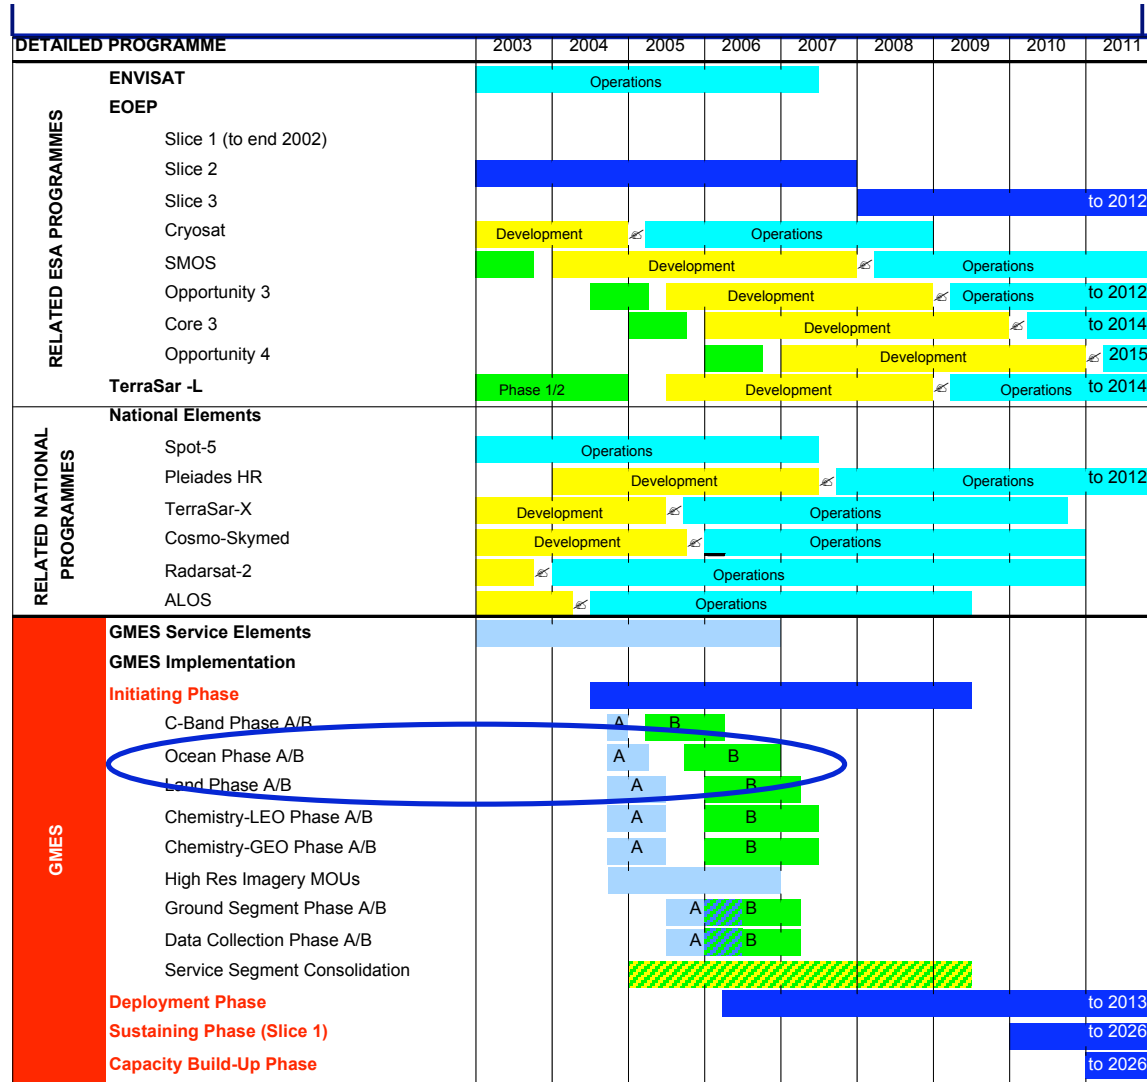 DETAILED PROGRAMME 2003 2004 2005 2006 2007 2008 2009 2010 2011
RELATED ESA PROGRAMMES
ENVISAT Operations
EOEP
Slice 1 (to end 2002)
Slice 2
Slice 3 to 2012
Cryosat Development Operations
SMOS Development Operations
Opportunity 3 Development Operations to 2012
Core 3 Development to 2014
Opportunity 4 Development 2015
TerraSar -L Phase 1/2 Development Operations to 2014
RELATED NATIONAL PROGRAMMES
National Elements
Spot-5 Operations
Pleiades HR Development Operations to 2012
TerraSar-X Development Operations
Cosmo-Skymed Development Operations
Radarsat-2 Operations
ALOS Operations
GMES
GMES Service Elements
GMES Implementation
Initiating Phase
C-Band Phase A/B A B
Ocean Phase A/B A B
Land Phase A/B A B
Chemistry-LEO Phase A/B A B
Chemistry-GEO Phase A/B A B
High Res Imagery MOUs
Ground Segment Phase A/B A B
Data Collection Phase A/B A B
Service Segment Consolidation
Deployment Phase to 2013
Sustaining Phase (Slice 1) to 2026
Capacity Build-Up Phase to 2026